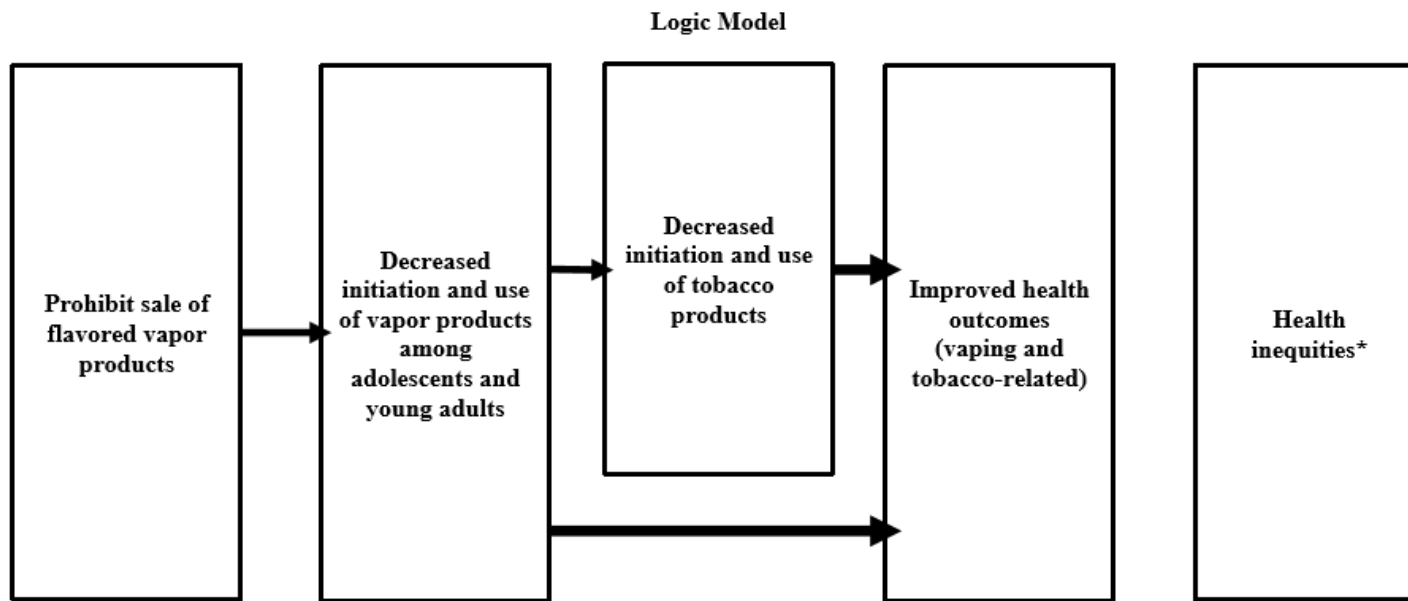 Logic Model
Prohibit sale of
flavored vapor
products
Decreased
initiation and use
of vapor products
among
adolescents and
young adults
Decreased
initiation and use
of tobacco
products
Improved health
outcomes
(vaping and
tobacco-related)
Health
inequities*